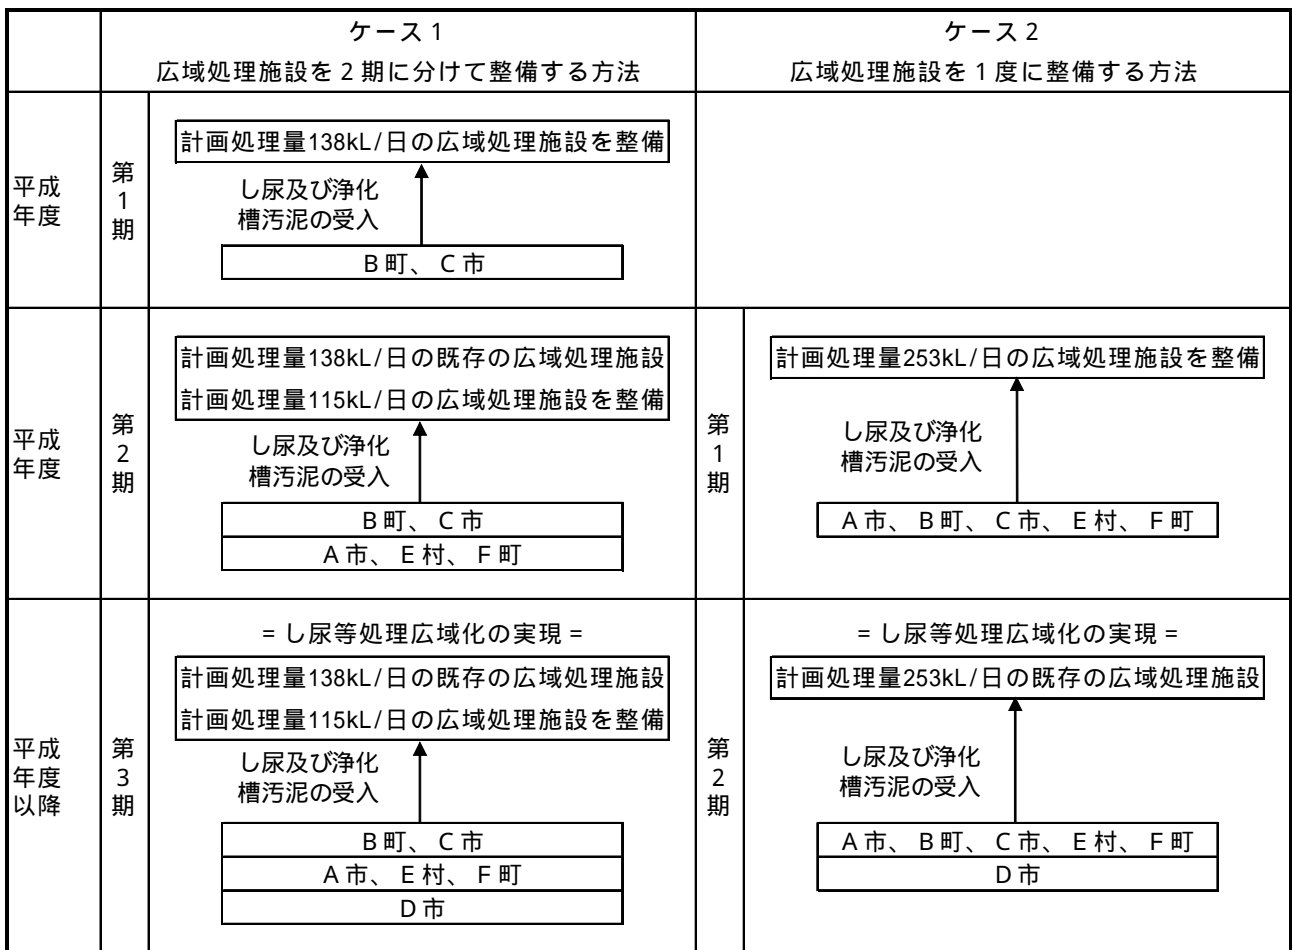 ケース1
広域処理施設を2期に分けて整備する方法
ケース2
広域処理施設を1度に整備する方法
平成
年度
第
1
期
計画処理量138kL/日の広域処理施設を整備
し尿及び浄化
槽汚泥の受入
B町、C市
平成
年度
第
2
期
計画処理量138kL/日の既存の広域処理施設
計画処理量115kL/日の広域処理施設を整備
し尿及び浄化
槽汚泥の受入
B町、C市
A市、E村、F町
第
1
期
計画処理量253kL/日の広域処理施設を整備
し尿及び浄化
槽汚泥の受入
A市、B町、C市、E村、F町
平成
年度
以降
第
3
期
=し尿等処理広域化の実現=
計画処理量138kL/日の既存の広域処理施設
計画処理量115kL/日の広域処理施設を整備
し尿及び浄化
槽汚泥の受入
B町、C市
A市、E村、F町
D市
第
2
期
=し尿等処理広域化の実現=
計画処理量253kL/日の既存の広域処理施設
し尿及び浄化
槽汚泥の受入
A市、B町、C市、E村、F町
D市